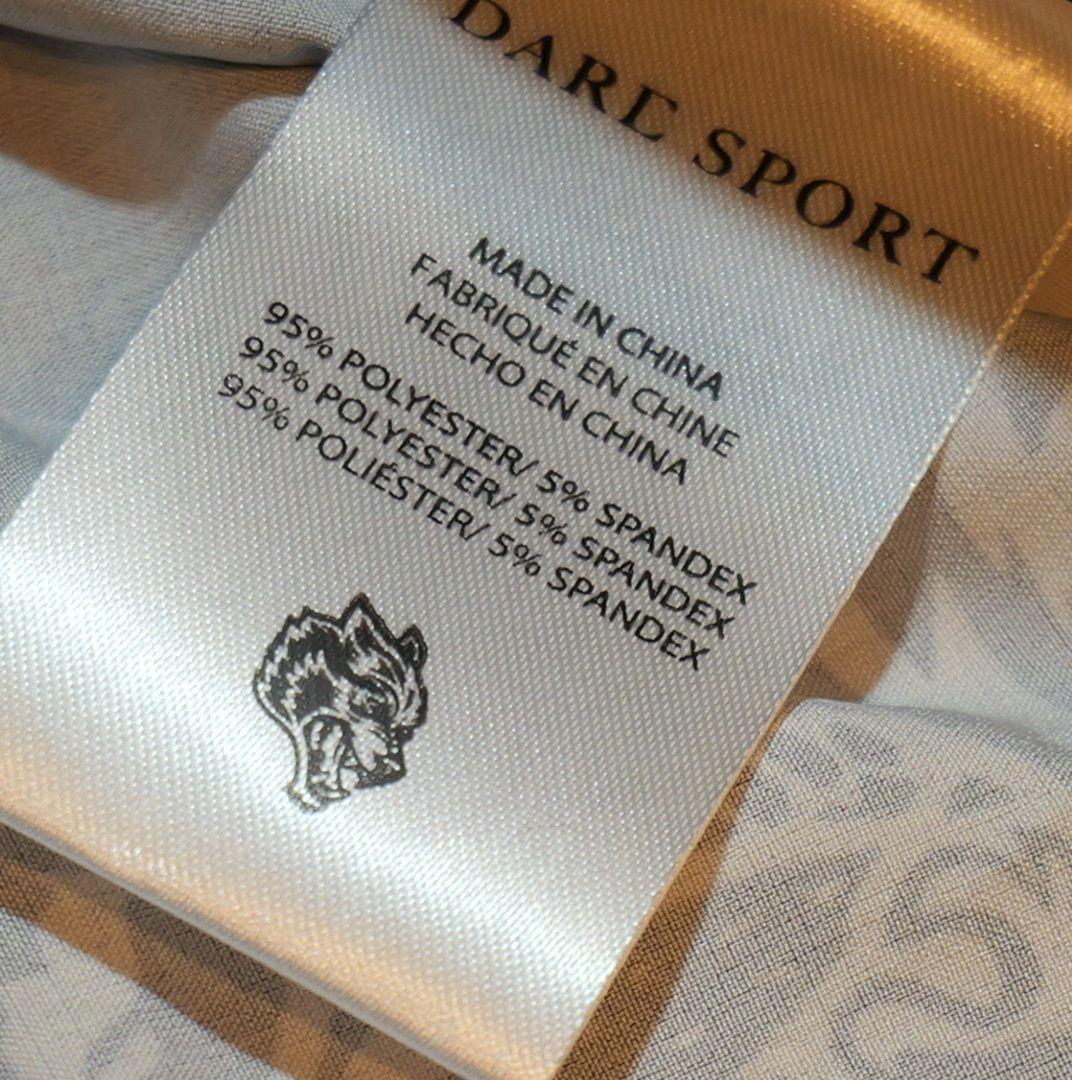 DARE SPORT
MADE IN CHINA
FABRIQUÉ EN CHINE
HECHO EN CHINA
95% POLYESTER/ 5% SPANDEX
95% POLYESTER/ 5% SPANDEX
95% POLIÉSTER/ 5% SPANDEX